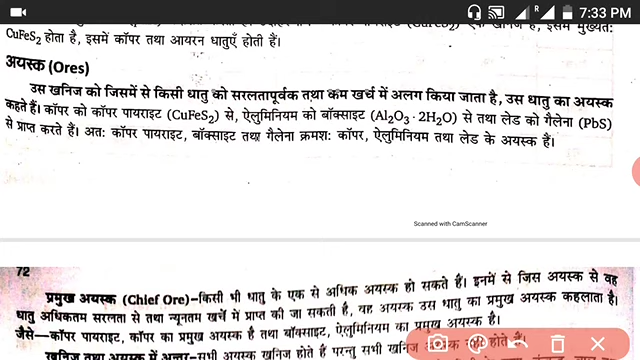 7:33 PM
CuFeS₂ होता है, इसमें कॉपर तथा आयरन धातुएँ होती हैं।
अयस्क (Ores)
उस खनिज को जिसमें से किसी धातु को सरलतापूर्वक तथा कम खर्च में अलग किया जाता है, उस धातु का अयस्क
कहते हैं। कॉपर को कॉपर पायराइट (CuFeS₂) से, ऐलुमिनियम को बॉक्साइट (Al₂O₃ · 2H₂O) से तथा लेड को गैलेना (PbS)
से प्राप्त करते हैं। अतः कॉपर पायराइट, बॉक्साइट तथा गैलेना क्रमशः कॉपर, ऐलुमिनियम तथा लेड के अयस्क हैं।
Scanned with CamScanner
72
प्रमुख अयस्क (Chief Ore)–किसी भी धातु के एक से अधिक अयस्क हो सकते हैं। इनमें से जिस अयस्क से वह
धातु अधिकतम सरलता से तथा न्यूनतम खर्चे में प्राप्त की जा सकती है, वह अयस्क उस धातु का प्रमुख अयस्क कहलाता है।
जैसे—कॉपर पायराइट, कॉपर का प्रमुख अयस्क है तथा बॉक्साइट, ऐलुमिनियम का प्रमुख अयस्क है।
खनिज तथा अयस्क में अन्तर–सभी अयस्क खनिज होते हैं परन्तु सभी खनिज नहीं होते हैं।